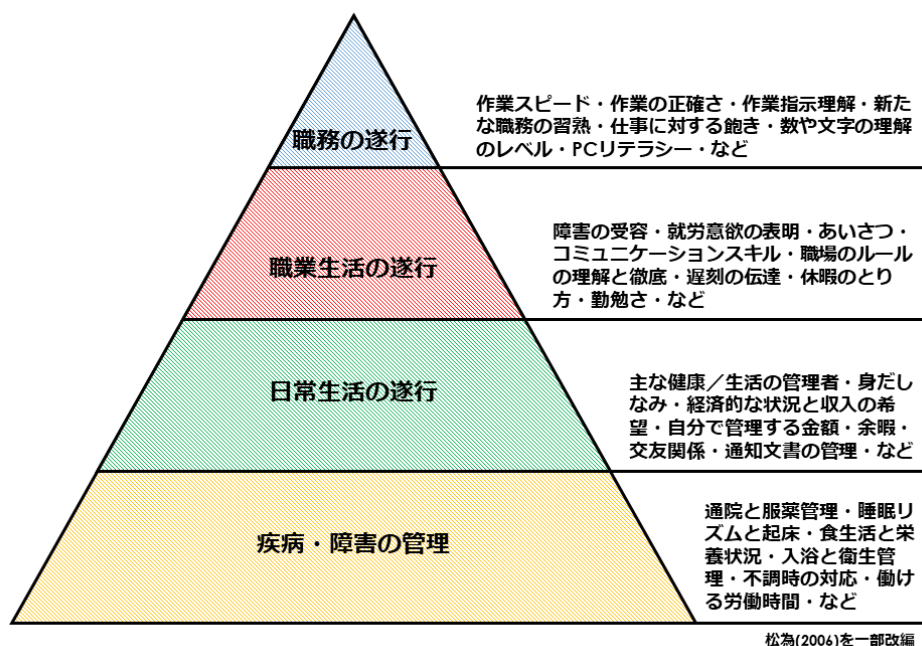 職務の遂行
作業スピード・作業の正確さ・作業指示理解・新た
な職務の習熟・仕事に対する飽き・数や文字の理解
のレベル・PCリテラシー・など
職業生活の遂行
障害の受容・就労意欲の表明・あいさつ・
コミュニケーションスキル・職場のルール
の理解と徹底・遅刻の伝達・休暇のとり
方・勤勉さ・など
日常生活の遂行
主な健康／生活の管理者・身だし
なみ・経済的な状況と収入の希
望・自分で管理する金額・余暇・
交友関係・通知文書の管理・など
疾病・障害の管理
通院と服薬管理・睡眠リ
ズムと起床・食生活と栄
養状況・入浴と衛生管
理・不調時の対応・働け
る労働時間・など
松為(2006)を一部改編